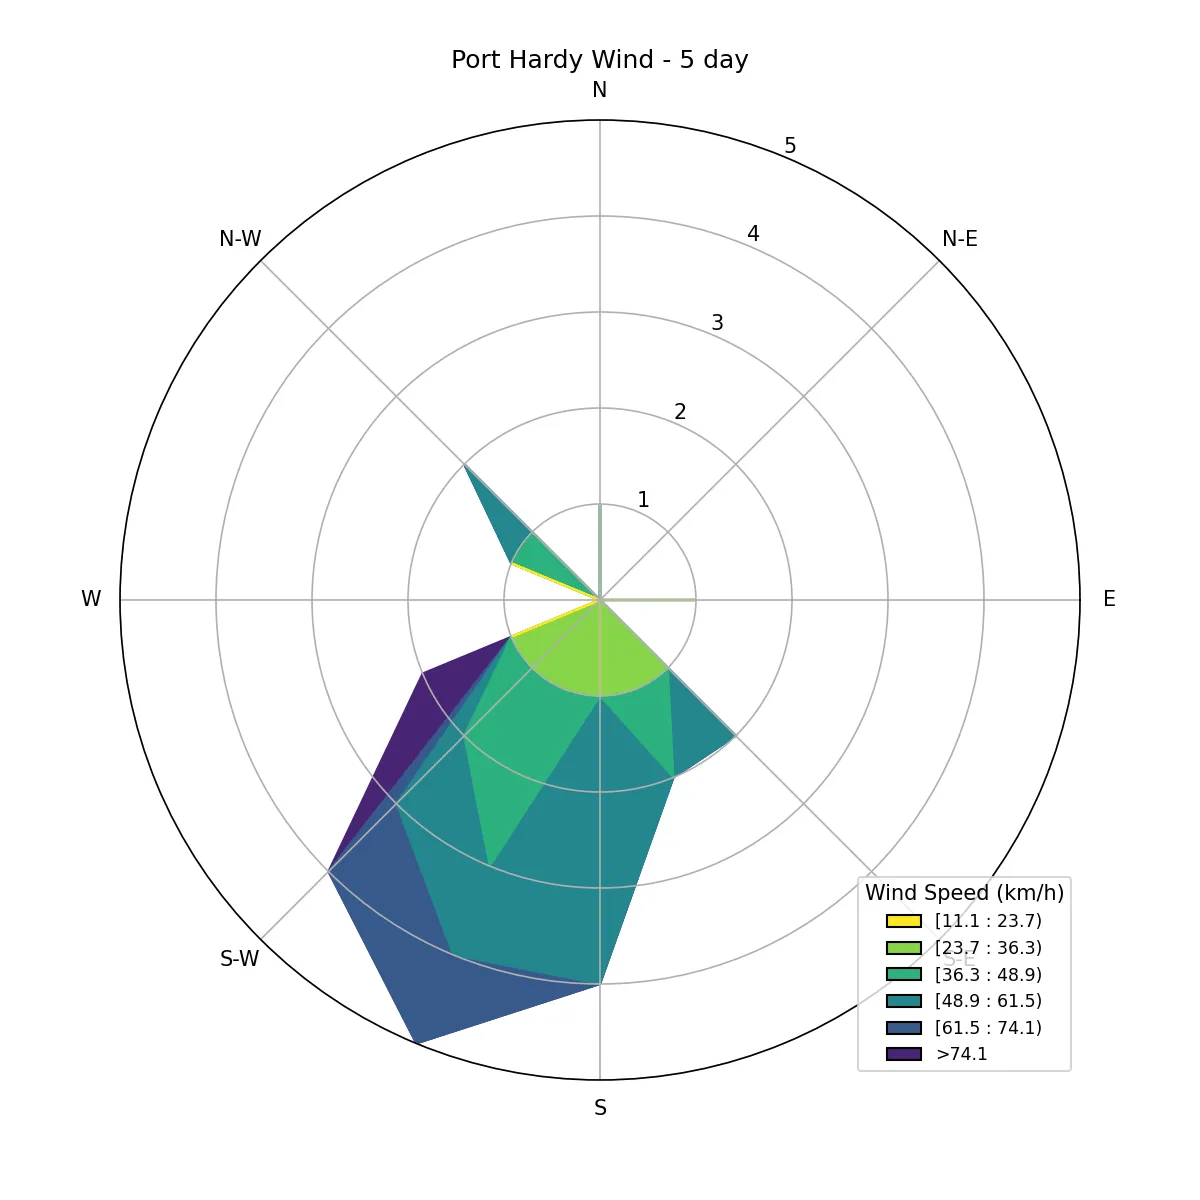 Port Hardy Wind - 5 day
N
5
N-W
N-E
4
3
2
1
W
E
S-W
S-E
S
Wind Speed (km/h)
[11.1 : 23.7)
[23.7 : 36.3)
[36.3 : 48.9)
[48.9 : 61.5)
[61.5 : 74.1)
>74.1